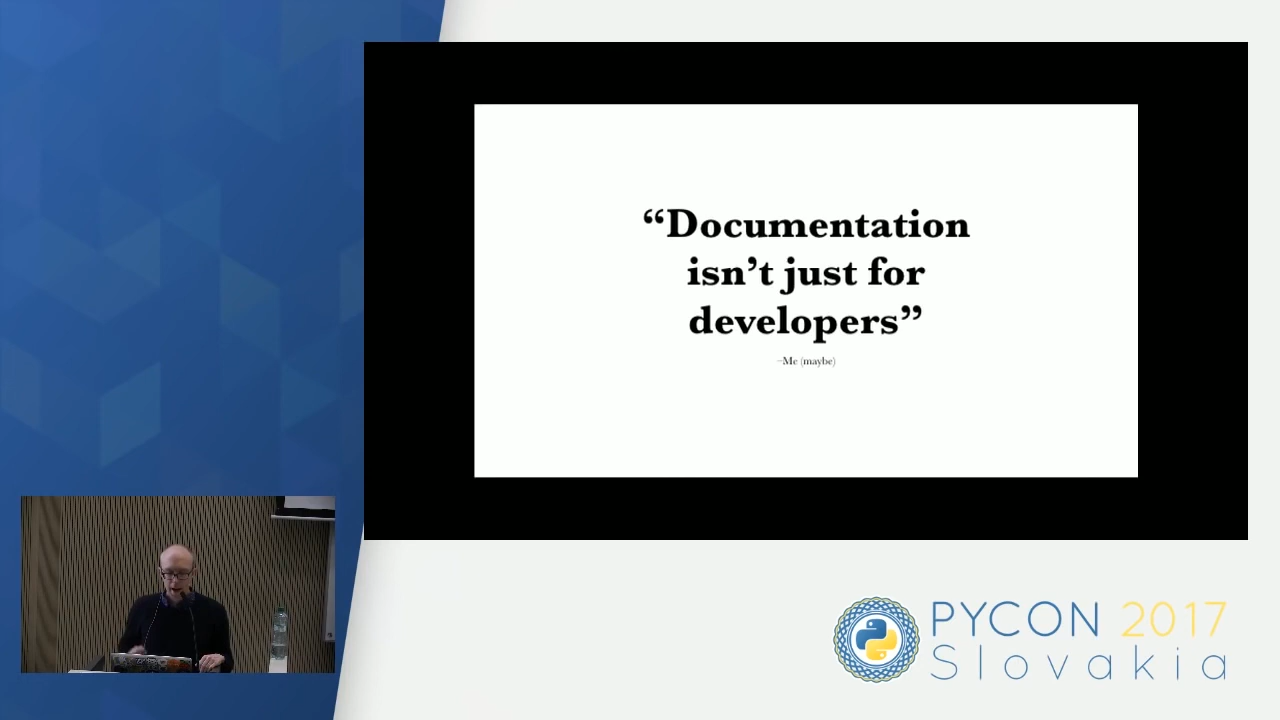 “Documentation
isn’t just for
developers”
--Me (maybe)
PYCON 2017
Slovakia